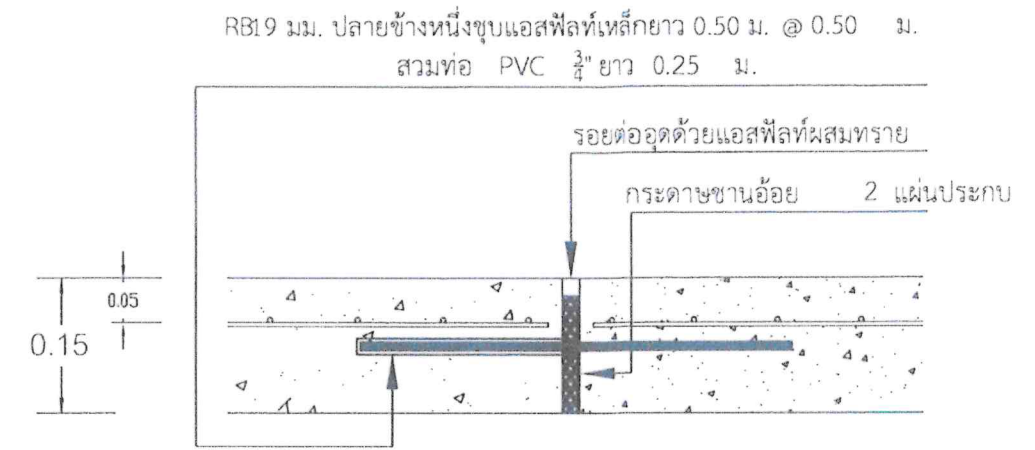 RB19 มม. ปลายข้างหนึ่งชุบแอสฟัลท์เหล็กยาว 0.50 ม. @ 0.50 ม.
สวมท่อ PVC 3/4" ยาว 0.25 ม.
รอยต่ออุดด้วยแอสฟัลท์ผสมทราย
กระดาษชานอ้อย 2 แผ่นประกบ
0.05
0.15